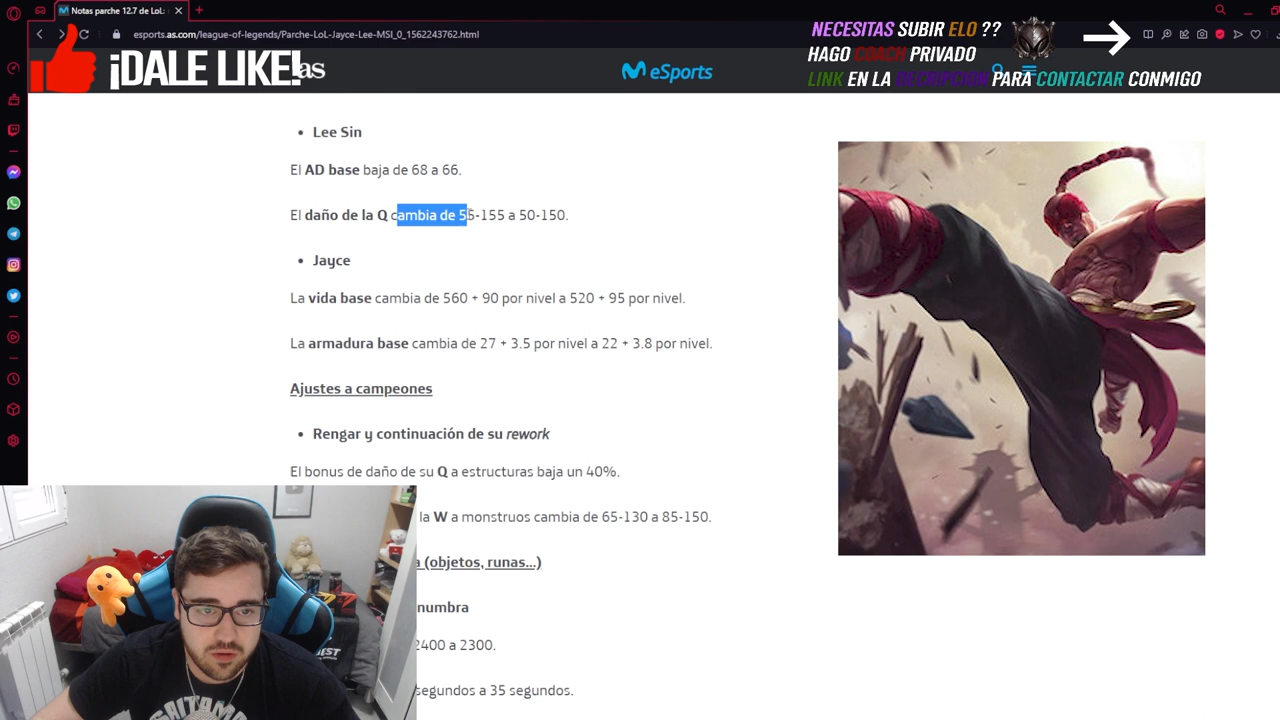 Notas parche 12.7 de LoL:
esports.as.com/league-of-legends/Parche-LoL-Jayce-Lee-MSI_0_1562243762.html
¡DALE LIKE!
as
eSports
NECESITAS SUBIR ELO ??
HAGO COACH PRIVADO
LINK EN LA DECRIPCION PARA CONTACTAR CONMIGO
• Lee Sin
El AD base baja de 68 a 66.
El daño de la Q cambia de 55-155 a 50-150.
• Jayce
La vida base cambia de 560 + 90 por nivel a 520 + 95 por nivel.
La armadura base cambia de 27 + 3.5 por nivel a 22 + 3.8 por nivel.
Ajustes a campeones
• Rengar y continuación de su rework
El bonus de daño de su Q a estructuras baja un 40%.
la W a monstruos cambia de 65-130 a 85-150.
a (objetos, runas...)
numbra
2400 a 2300.
segundos a 35 segundos.
SAITAMA